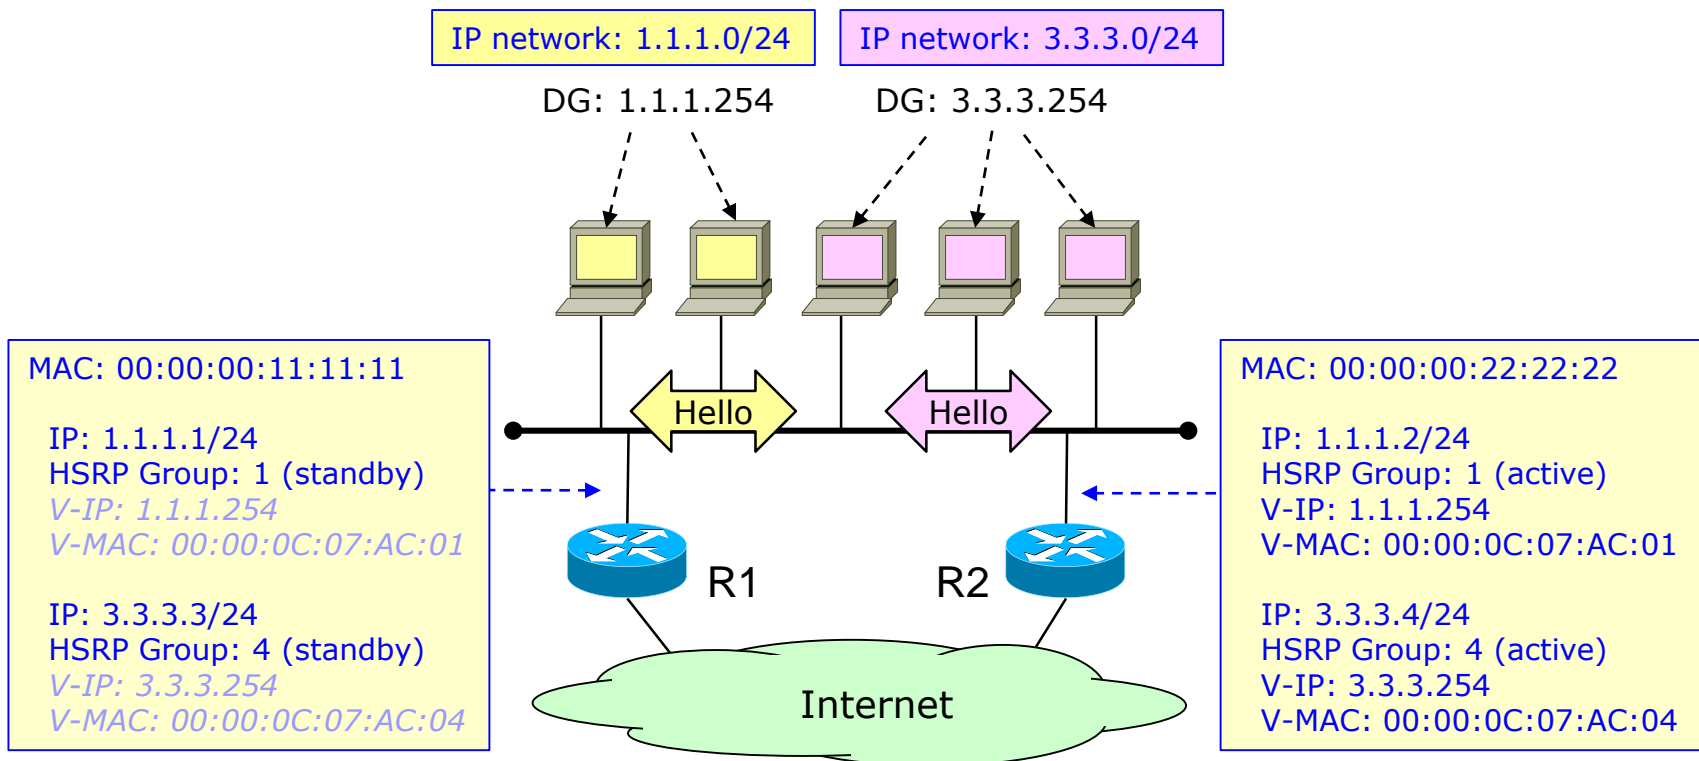 IP network: 1.1.1.0/24
IP network: 3.3.3.0/24
DG: 1.1.1.254
DG: 3.3.3.254
Hello
Hello
MAC: 00:00:00:11:11:11
IP: 1.1.1.1/24
HSRP Group: 1 (standby)
V-IP: 1.1.1.254
V-MAC: 00:00:0C:07:AC:01
IP: 3.3.3.3/24
HSRP Group: 4 (standby)
V-IP: 3.3.3.254
V-MAC: 00:00:0C:07:AC:04
R1
R2
Internet
MAC: 00:00:00:22:22:22
IP: 1.1.1.2/24
HSRP Group: 1 (active)
V-IP: 1.1.1.254
V-MAC: 00:00:0C:07:AC:01
IP: 3.3.3.4/24
HSRP Group: 4 (active)
V-IP: 3.3.3.254
V-MAC: 00:00:0C:07:AC:04